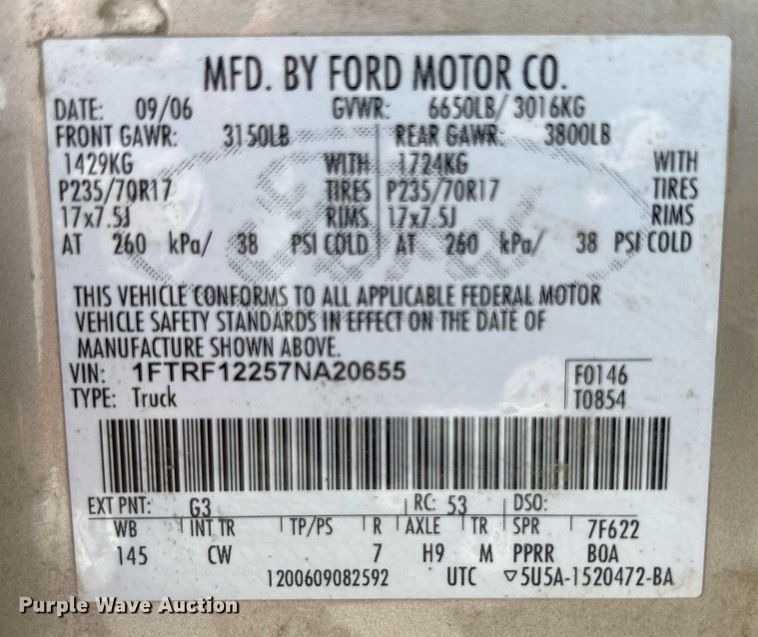 MFD. BY FORD MOTOR CO.
DATE: 09/06 GVWR: 6650LB/ 3016KG
FRONT GAWR: 3150LB REAR GAWR: 3800LB
1429KG WITH 1724KG WITH
P235/70R17 TIRES P235/70R17 TIRES
17x7.5J RIMS 17x7.5J RIMS
AT 260 kPa/ 38 PSI COLD AT 260 kPa/ 38 PSI COLD
THIS VEHICLE CONFORMS TO ALL APPLICABLE FEDERAL MOTOR
VEHICLE SAFETY STANDARDS IN EFFECT ON THE DATE OF
MANUFACTURE SHOWN ABOVE.
VIN: 1FTRF12257NA20655 F0146
TYPE: Truck T0854
EXT PNT: G3 RC: 53 DSO:
WB INT TR TP/PS R AXLE TR SPR 7F622
145 CW 7 H9 M PPRR BOA
1200609082592 UTC ▽5U5A-1520472-BA
Purple Wave Auction